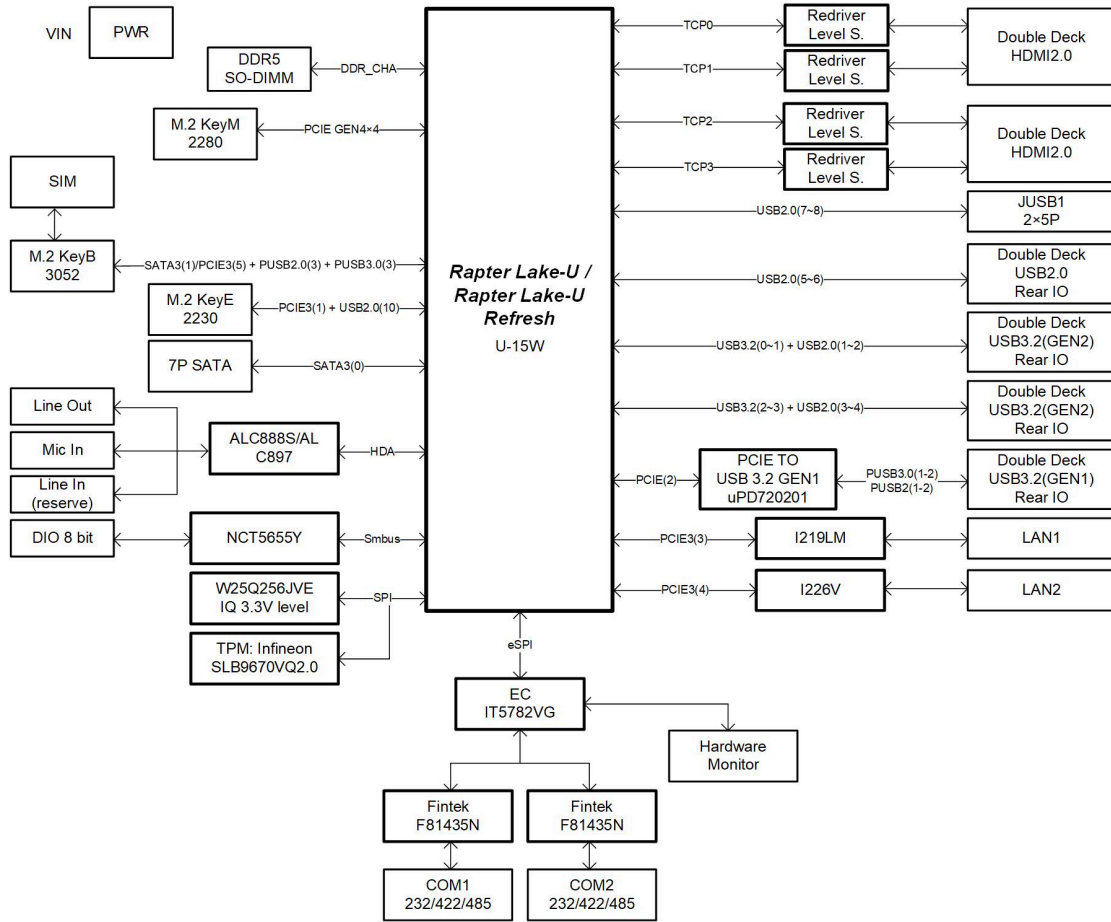 VIN
PWR
DDR5
SO-DIMM
DDR_CHA
M.2 KeyM
2280
PCIE GEN4×4
SIM
M.2 KeyB
3052
SATA3(1)/PCIE3(5) + PUSB2.0(3) + PUSB3.0(3)
M.2 KeyE
2230
PCIE3(1) + USB2.0(10)
7P SATA
SATA3(0)
Line Out
Mic In
Line In
(reserve)
ALC888S/AL
C897
HDA
DIO 8 bit
NCT5655Y
Smbus
W25Q256JVE
IQ 3.3V level
SPI
TPM: Infineon
SLB9670VQ2.0
Rapter Lake-U /
Rapter Lake-U
Refresh
U-15W
TCP0
Redriver
Level S.
TCP1
Redriver
Level S.
Double Deck
HDMI2.0
TCP2
Redriver
Level S.
TCP3
Redriver
Level S.
Double Deck
HDMI2.0
USB2.0(7~8)
JUSB1
2×5P
USB2.0(5~6)
Double Deck
USB2.0
Rear IO
USB3.2(0~1) + USB2.0(1~2)
Double Deck
USB3.2(GEN2)
Rear IO
USB3.2(2~3) + USB2.0(3~4)
Double Deck
USB3.2(GEN2)
Rear IO
PCIE(2)
PCIE TO
USB 3.2 GEN1
uPD720201
PUSB3.0(1-2)
PUSB2(1-2)
Double Deck
USB3.2(GEN1)
Rear IO
PCIE3(3)
I219LM
LAN1
PCIE3(4)
I226V
LAN2
eSPI
EC
IT5782VG
Hardware
Monitor
Fintek
F81435N
Fintek
F81435N
COM1
232/422/485
COM2
232/422/485